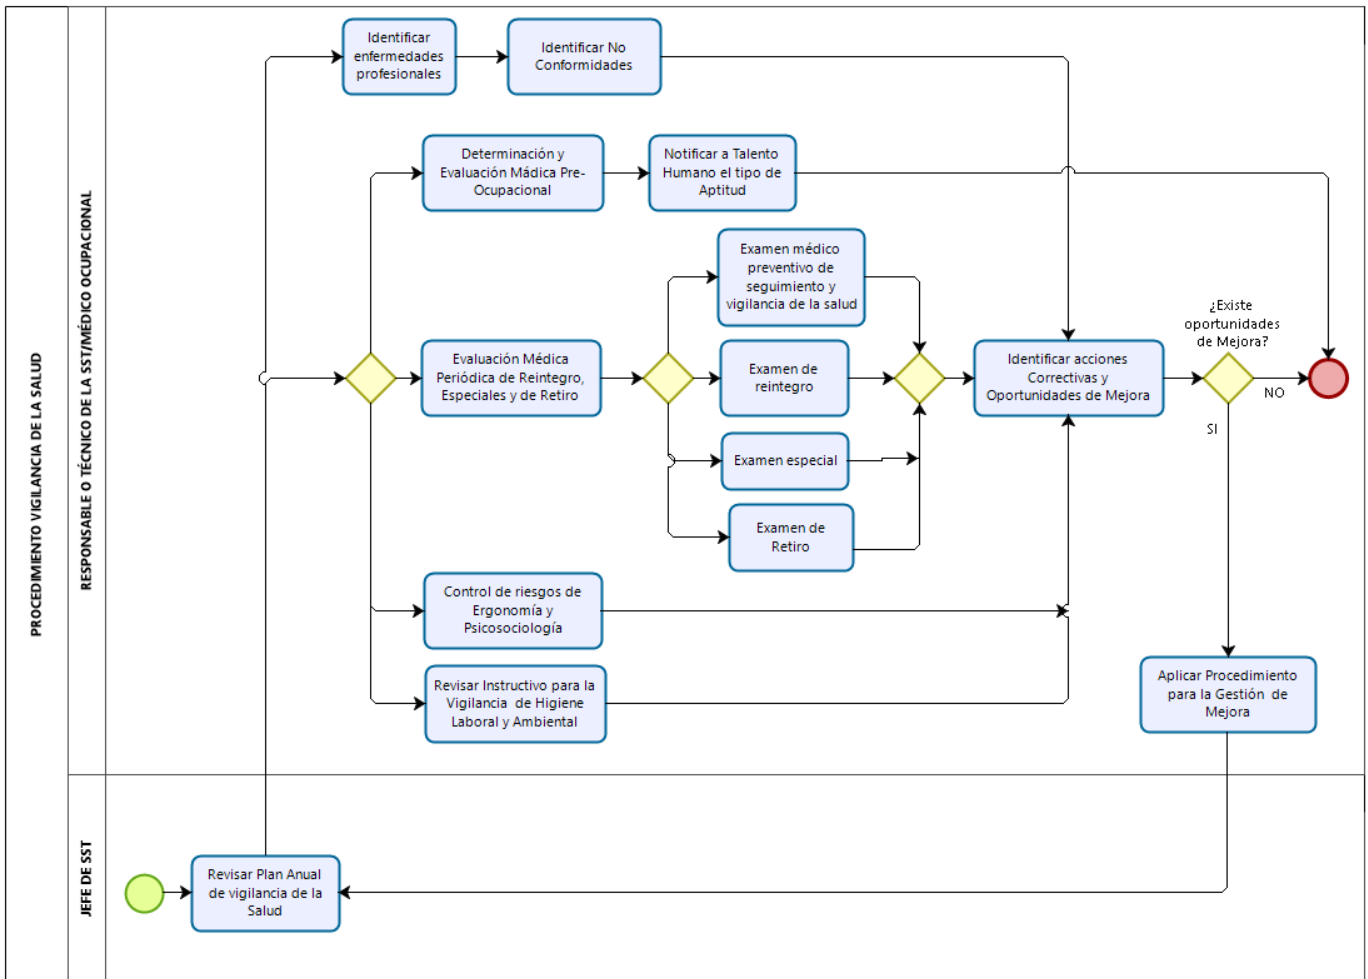 PROCEDIMIENTO VIGILANCIA DE LA SALUD
RESPONSABLE O TÉCNICO DE LA SST/MÉDICO OCUPACIONAL
Identificar
enfermedades
profesionales
Identificar No
Conformidades
Determinación y
Evaluación Mádica Pre-
Ocupacional
Notificar a Talento
Humano el tipo de
Aptitud
Examen médico
preventivo de
seguimiento y
vigilancia de la salud
¿Existe
oportunidades
de Mejora?
Evaluación Médica
Periódica de Reintegro,
Especiales y de Retiro
Examen de
reintegro
Identificar acciones
Correctivas y
Oportunidades de Mejora
NO
SI
Examen especial
Examen de
Retiro
Control de riesgos de
Ergonomía y
Psicosociología
Revisar Instructivo para la
Vigilancia de Higiene
Laboral y Ambiental
Aplicar Procedimiento
para la Gestión de
Mejora
JEFE DE SST
Revisar Plan Anual
de vigilancia de la
Salud